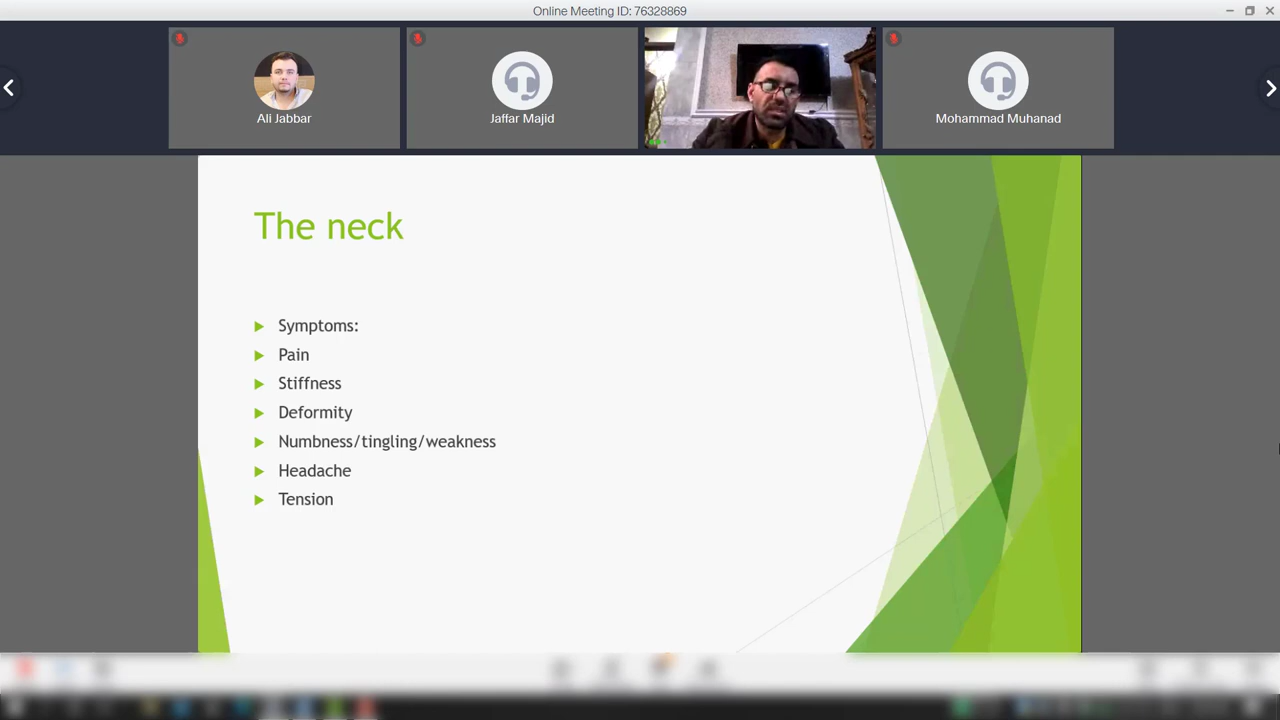 Online Meeting ID: 76328869
Ali Jabbar
Jaffar Majid
Mohammad Muhanad
The neck
Symptoms:
Pain
Stiffness
Deformity
Numbness/tingling/weakness
Headache
Tension